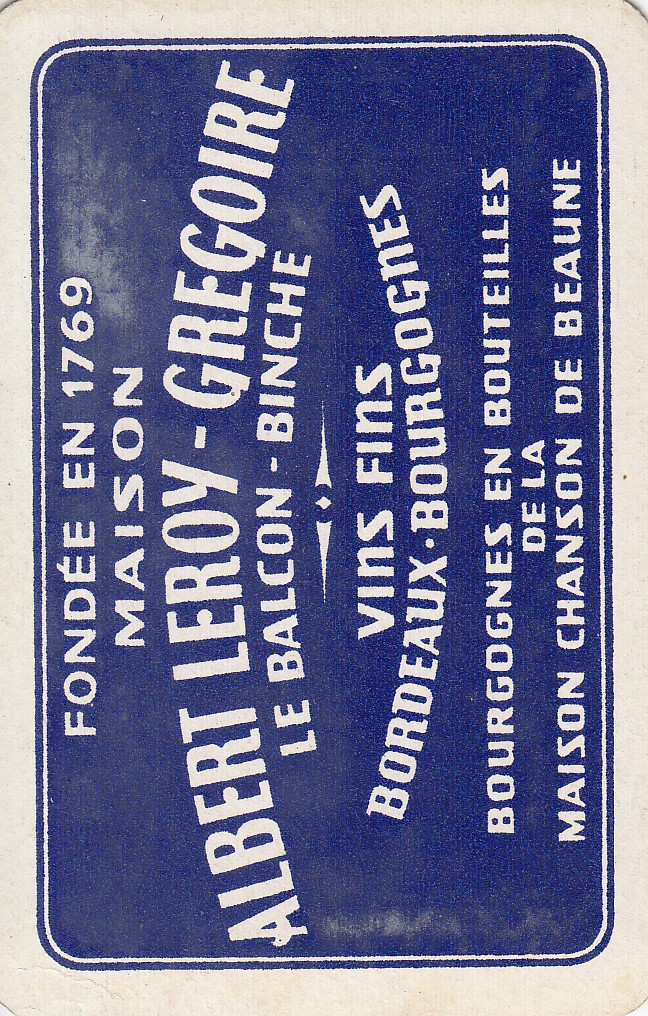 FONDÉE EN 1769
MAISON
ALBERT LEROY - GREGOIRE
LE BALCON - BINCHE
VINS FINS
BORDEAUX · BOURGOGNES
BOURGOGNES EN BOUTEILLES
DE LA
MAISON CHANSON DE BEAUNE